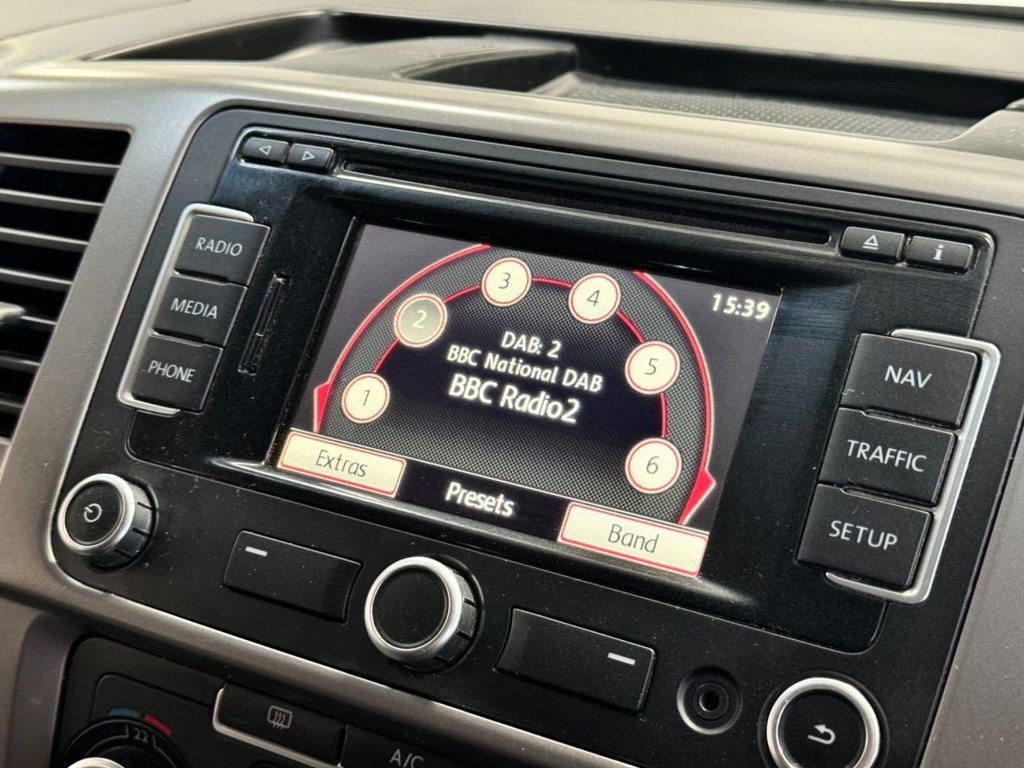 RADIO
MEDIA
PHONE
i
15:39
1
2
3
4
5
6
DAB: 2
BBC National DAB
BBC Radio2
Extras
Presets
Band
NAV
TRAFFIC
SETUP
22
A/C